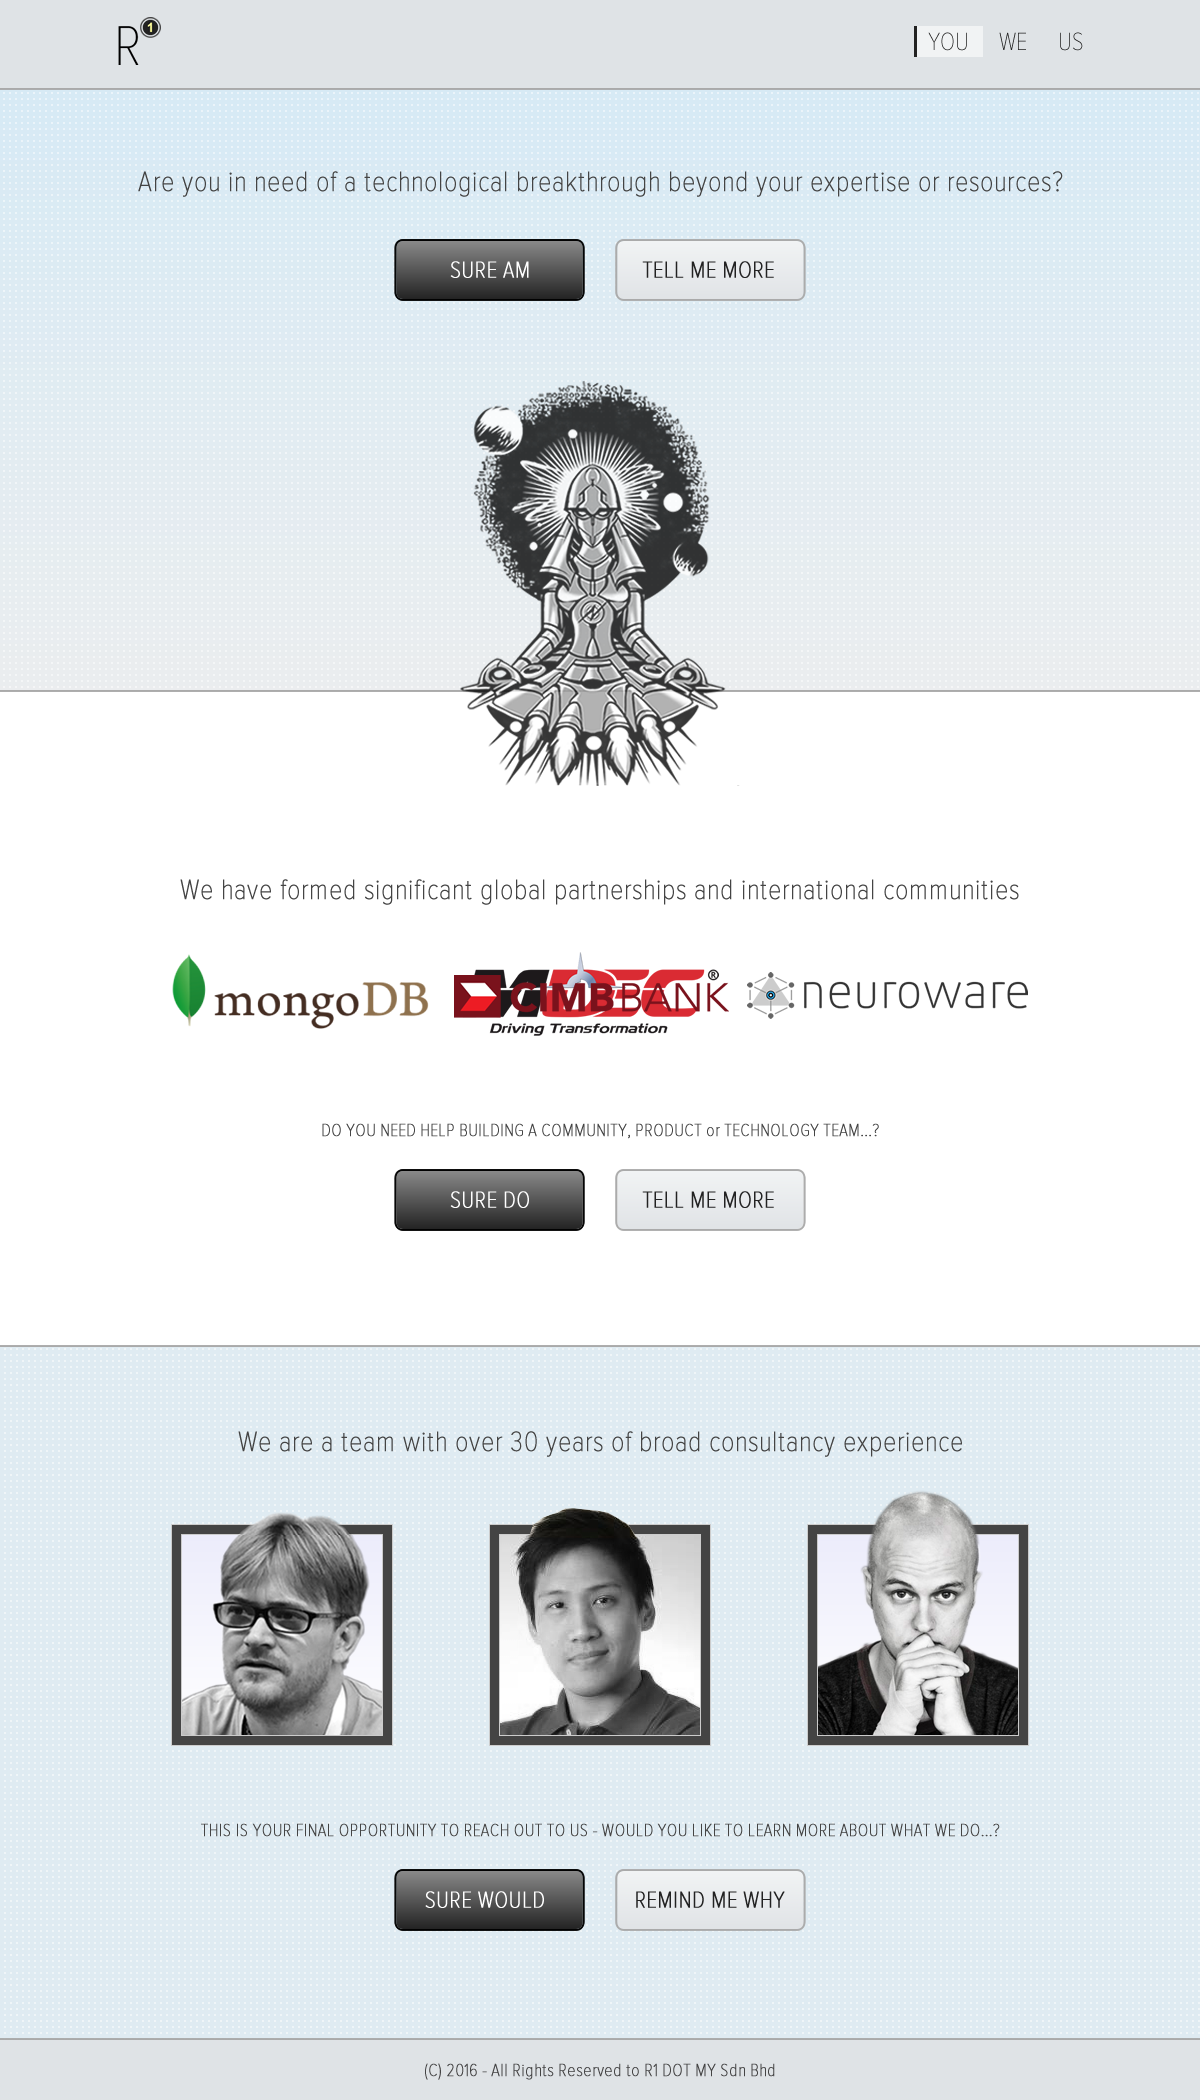 R 1
YOU WE US
Are you in need of a technological breakthrough beyond your expertise or resources?
SURE AM TELL ME MORE
We have formed significant global partnerships and international communities
mongoDB MDEC® CIMB BANK neuroware
Driving Transformation
DO YOU NEED HELP BUILDING A COMMUNITY, PRODUCT or TECHNOLOGY TEAM...?
SURE DO TELL ME MORE
We are a team with over 30 years of broad consultancy experience
THIS IS YOUR FINAL OPPORTUNITY TO REACH OUT TO US - WOULD YOU LIKE TO LEARN MORE ABOUT WHAT WE DO...?
SURE WOULD REMIND ME WHY
(C) 2016 - All Rights Reserved to R1 DOT MY Sdn Bhd